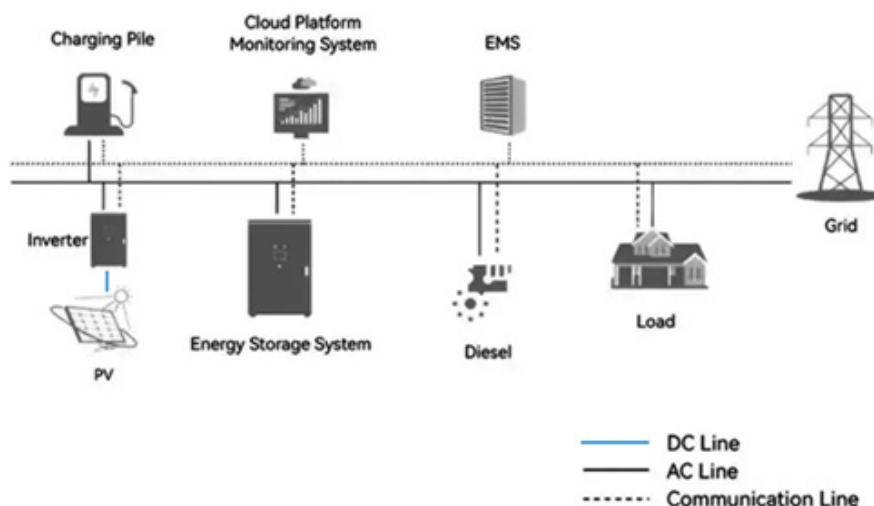 Charging Pile
Cloud Platform
Monitoring System
EMS
Grid
Inverter
Energy Storage System
Diesel
Load
PV
DC Line
AC Line
Communication Line